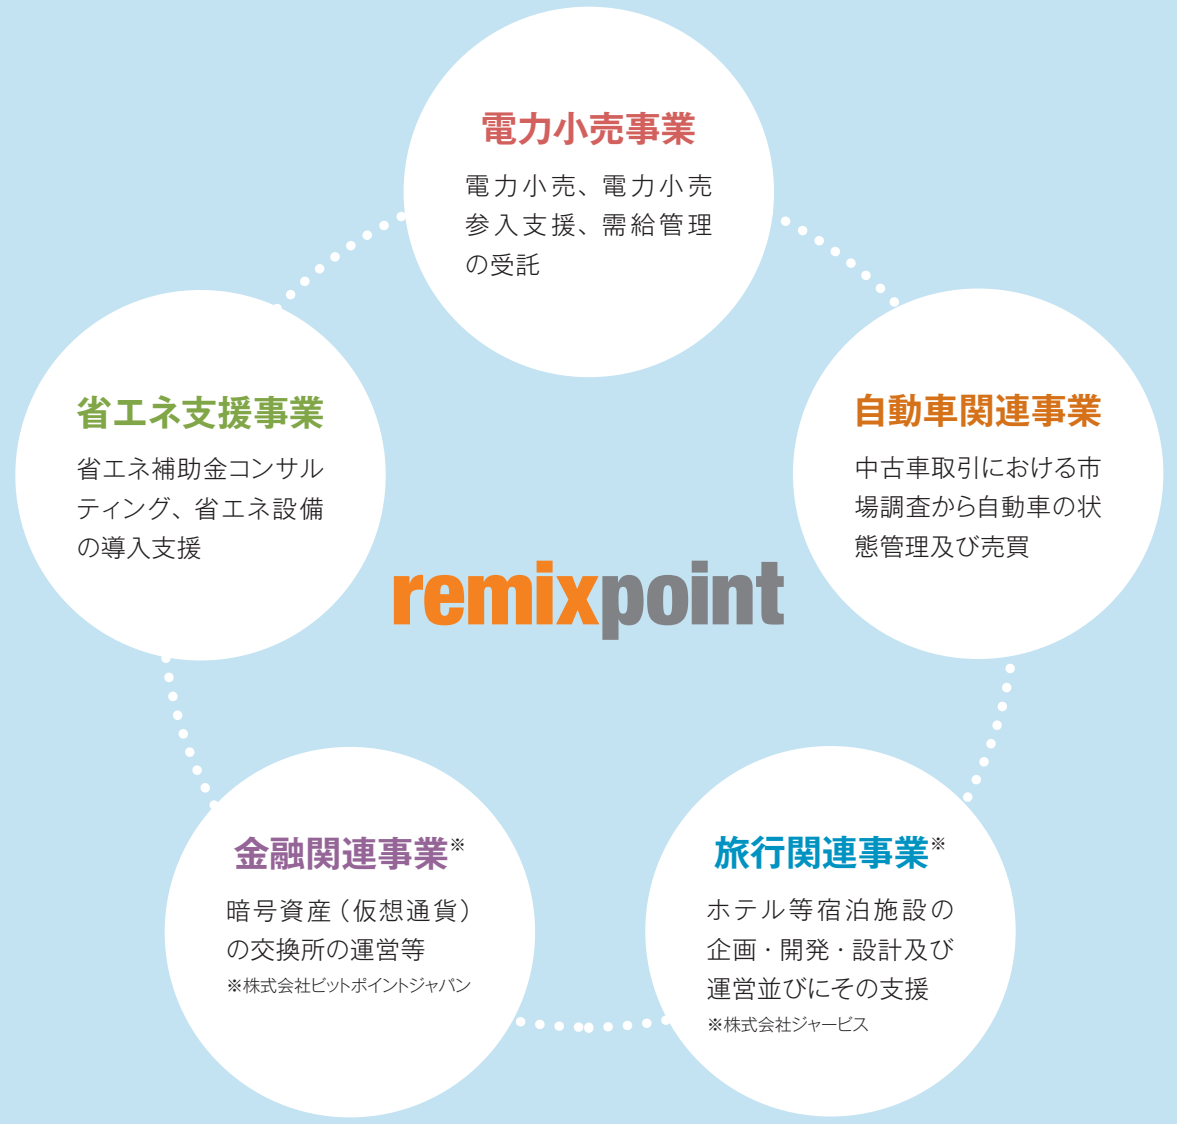 電力小売事業
電力小売、電力小売
参入支援、需給管理
の受託
省エネ支援事業
省エネ補助金コンサル
ティング、省エネ設備
の導入支援
自動車関連事業
中古車取引における市
場調査から自動車の状
態管理及び売買
remixpoint
金融関連事業※
暗号資産（仮想通貨）
の交換所の運営等
※株式会社ビットポイントジャパン
旅行関連事業※
ホテル等宿泊施設の
企画・開発・設計及び
運営並びにその支援
※株式会社ジャービス